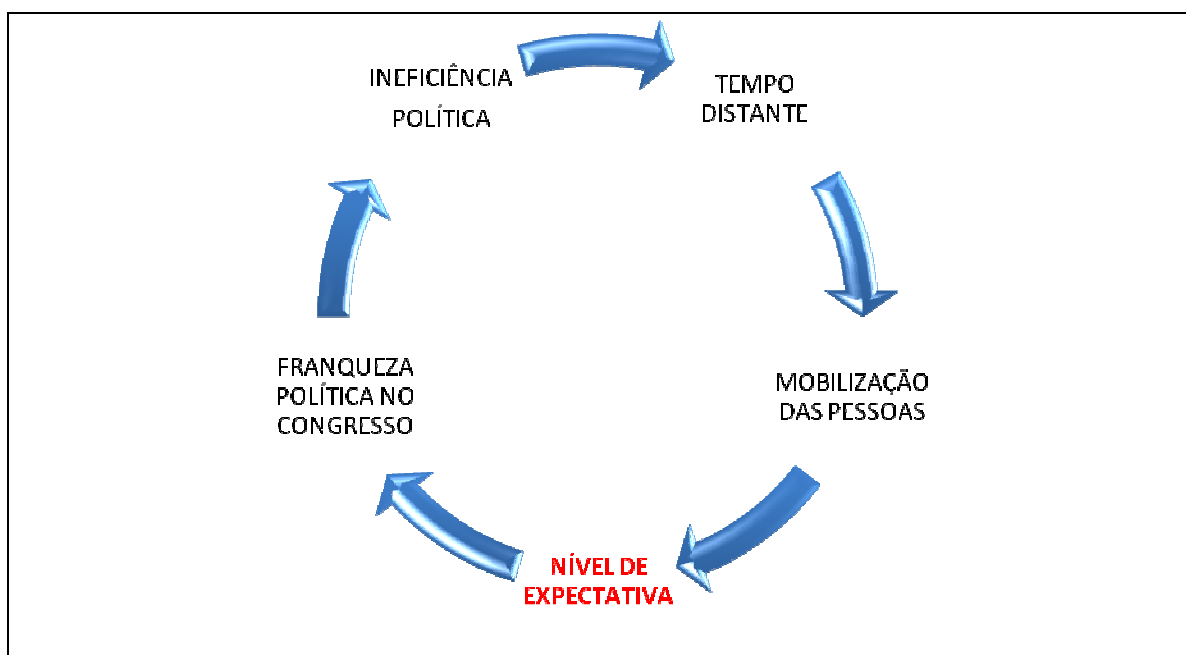 INEFICIÊNCIA
POLÍTICA
TEMPO
DISTANTE
MOBILIZAÇÃO
DAS PESSOAS
NÍVEL DE
EXPECTATIVA
FRANQUEZA
POLÍTICA NO
CONGRESSO